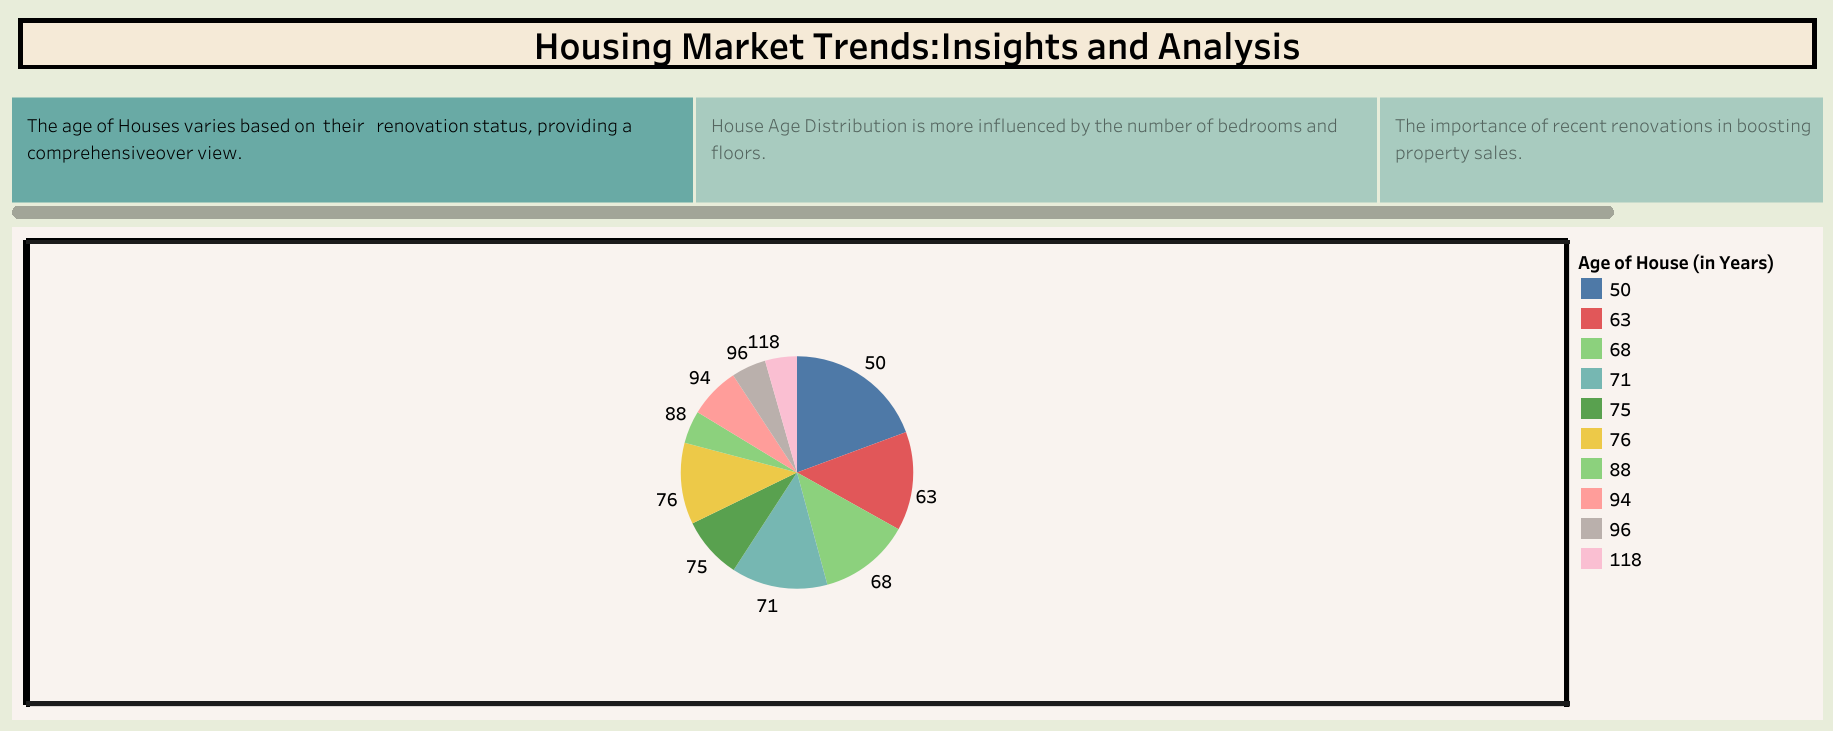 Housing Market Trends:Insights and Analysis
The age of Houses varies based on  their  renovation status, providing a
comprehensiveover view.
House Age Distribution is more influenced by the number of bedrooms and
floors.
The importance of recent renovations in boosting
property sales.
Age of House (in Years)
50
63
68
71
75
76
88
94
96
118
118
96
50
94
88
76
63
75
68
71